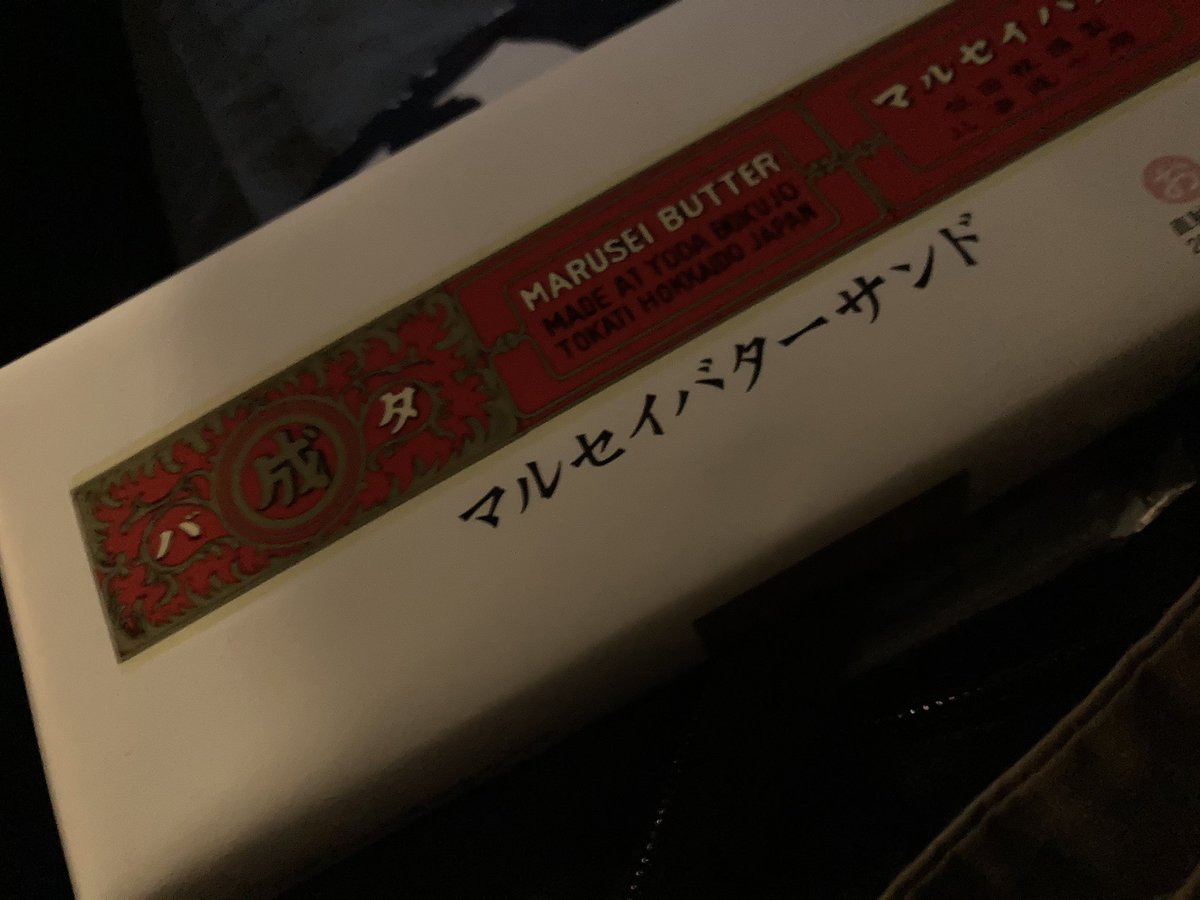 バ 成 タ
MARUSEI BUTTER
MADE AT YODA BOKUJO
TOKATI HOKKAIDO JAPAN
マルセイバ
マルセイバターサンド